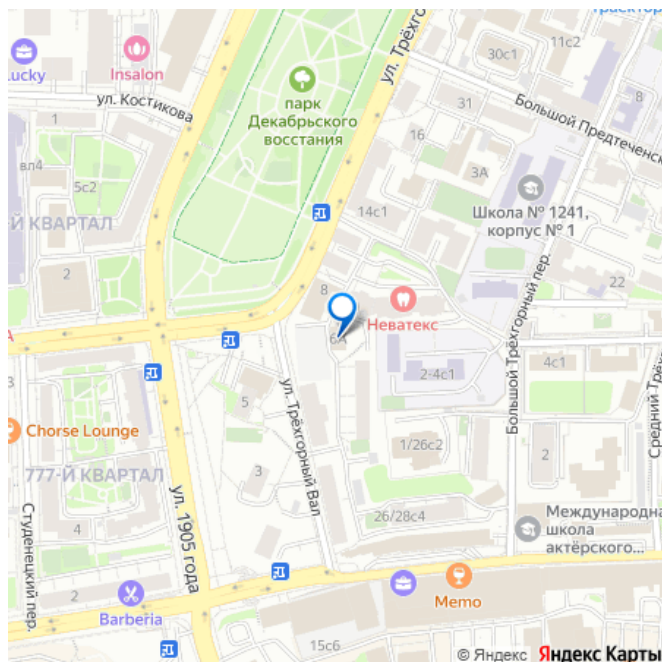 Lucky
Insalon
ул. Костикова
1
вл4
5с2
-Й КВАРТАЛ
2
парк
Декабрьского
восстания
ул. Трёхго
30с1
11с2
8
31
Большой Предтеченск
16
3А
14с1
Школа № 1241,
корпус № 1
22
8
Неватекс
6А
2-4с1
Большой Трёхгорный пер.
4с1
Средний Трёх
5
ул. Трёхгорный Вал
Chorse Lounge
777-Й КВАРТАЛ
3
1/26с2
2
Студенецкий пер.
4
ул. 1905 года
26/28с4
Международна
школа
актёрского...
2
Barberia
Memo
15с6
© Яндекс Яндекс Карты